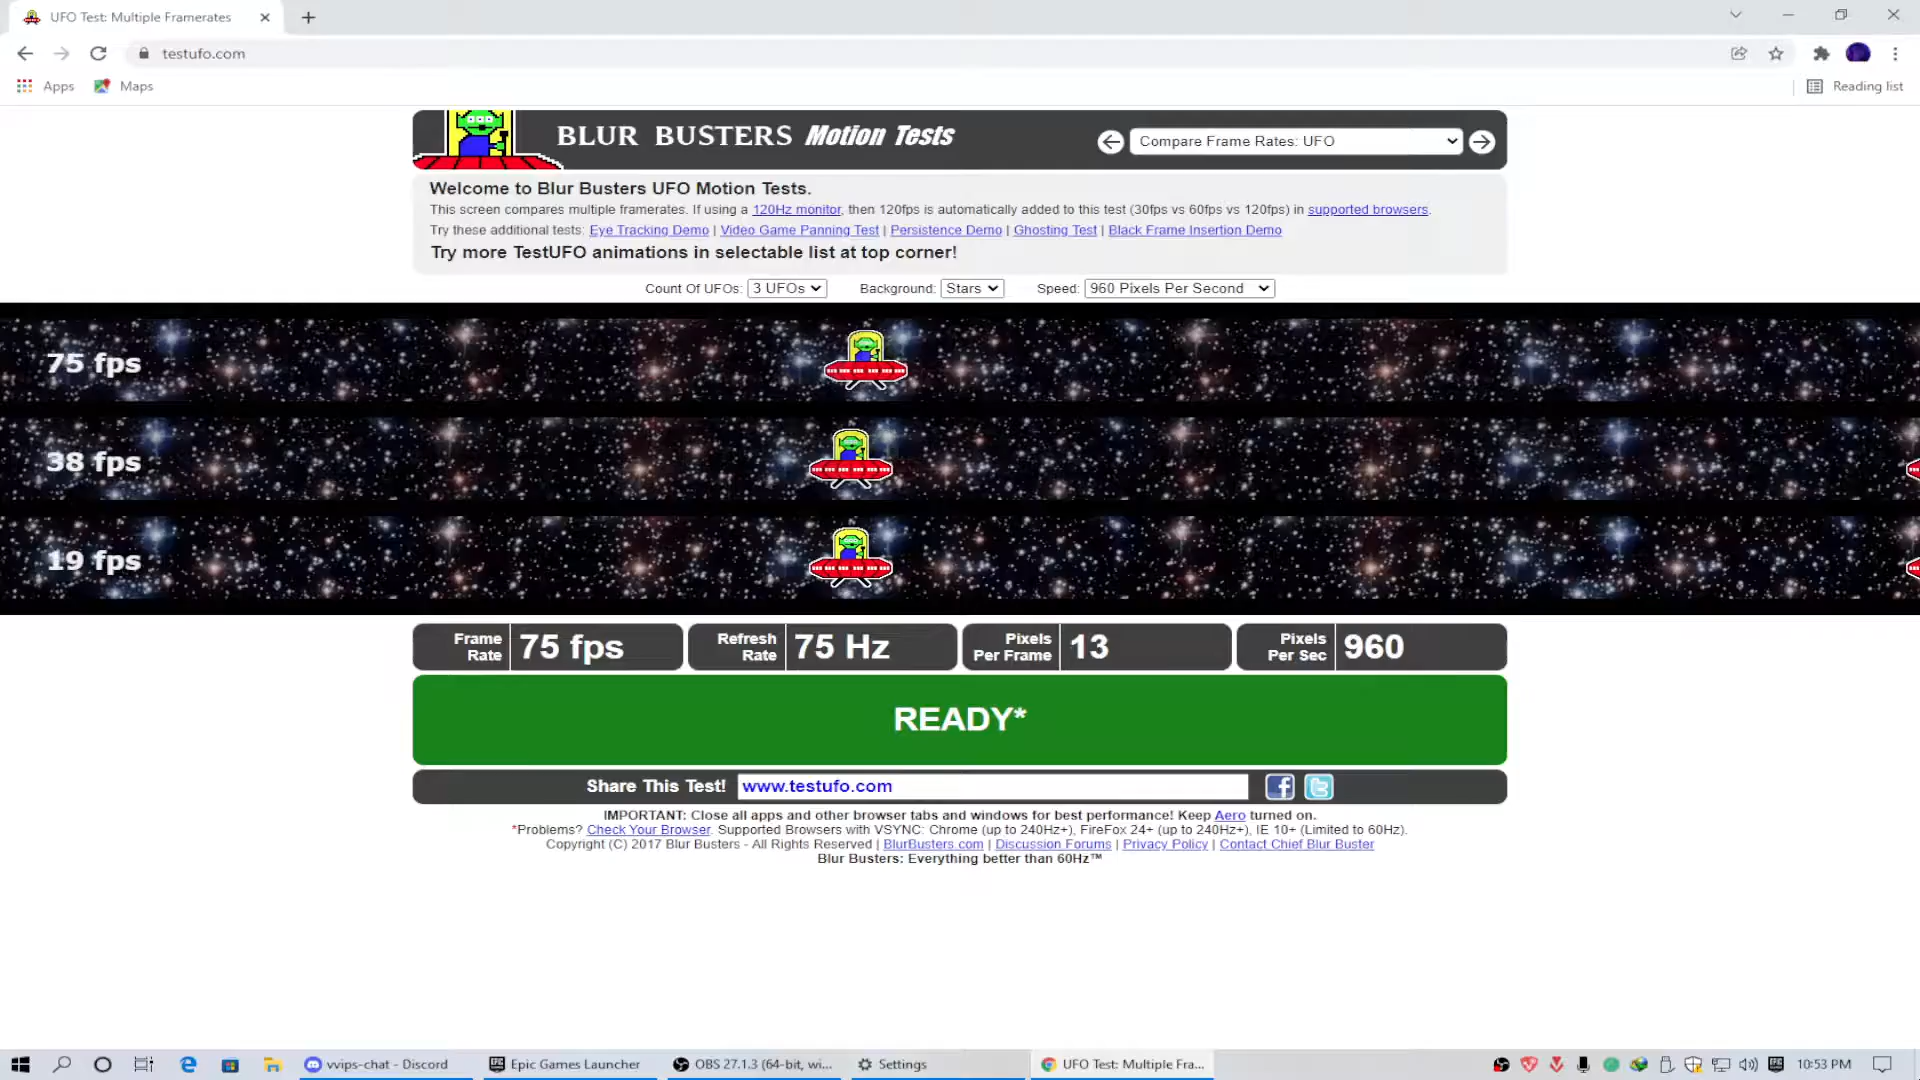 UFO Test: Multiple Framerates
testufo.com
Apps
Maps
Reading list
BLUR BUSTERS Motion Tests
Compare Frame Rates: UFO
Welcome to Blur Busters UFO Motion Tests.
This screen compares multiple framerates. If using a 120Hz monitor, then 120fps is automatically added to this test (30fps vs 60fps vs 120fps) in supported browsers.
Try these additional tests: Eye Tracking Demo | Video Game Panning Test | Persistence Demo | Ghosting Test | Black Frame Insertion Demo
Try more TestUFO animations in selectable list at top corner!
Count Of UFOs: 3 UFOs Background: Stars Speed: 960 Pixels Per Second
75 fps
38 fps
19 fps
Frame Rate 75 fps
Refresh Rate 75 Hz
Pixels Per Frame 13
Pixels Per Sec 960
READY*
Share This Test! www.testufo.com
IMPORTANT: Close all apps and other browser tabs and windows for best performance! Keep Aero turned on.
*Problems? Check Your Browser. Supported Browsers with VSYNC: Chrome (up to 240Hz+), FireFox 24+ (up to 240Hz+), IE 10+ (Limited to 60Hz).
Copyright (C) 2017 Blur Busters - All Rights Reserved | BlurBusters.com | Discussion Forums | Privacy Policy | Contact Chief Blur Buster
Blur Busters: Everything better than 60Hz™
vvips-chat - Discord
Epic Games Launcher
OBS 27.1.3 (64-bit, wi...
Settings
UFO Test: Multiple Fra...
10:53 PM